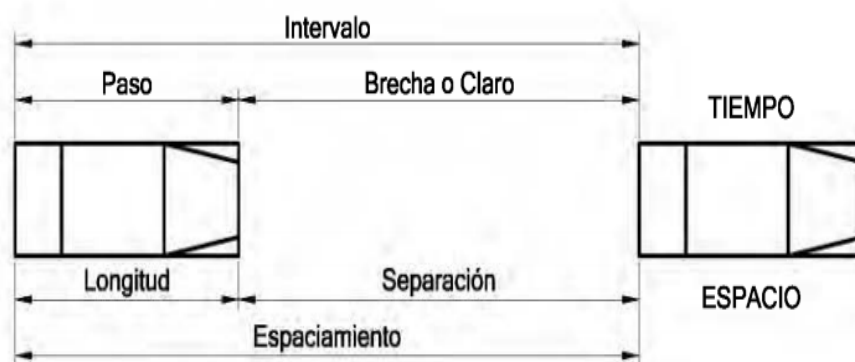 Intervalo
Paso
Brecha o Claro
TIEMPO
Longitud
Separación
ESPACIO
Espaciamiento